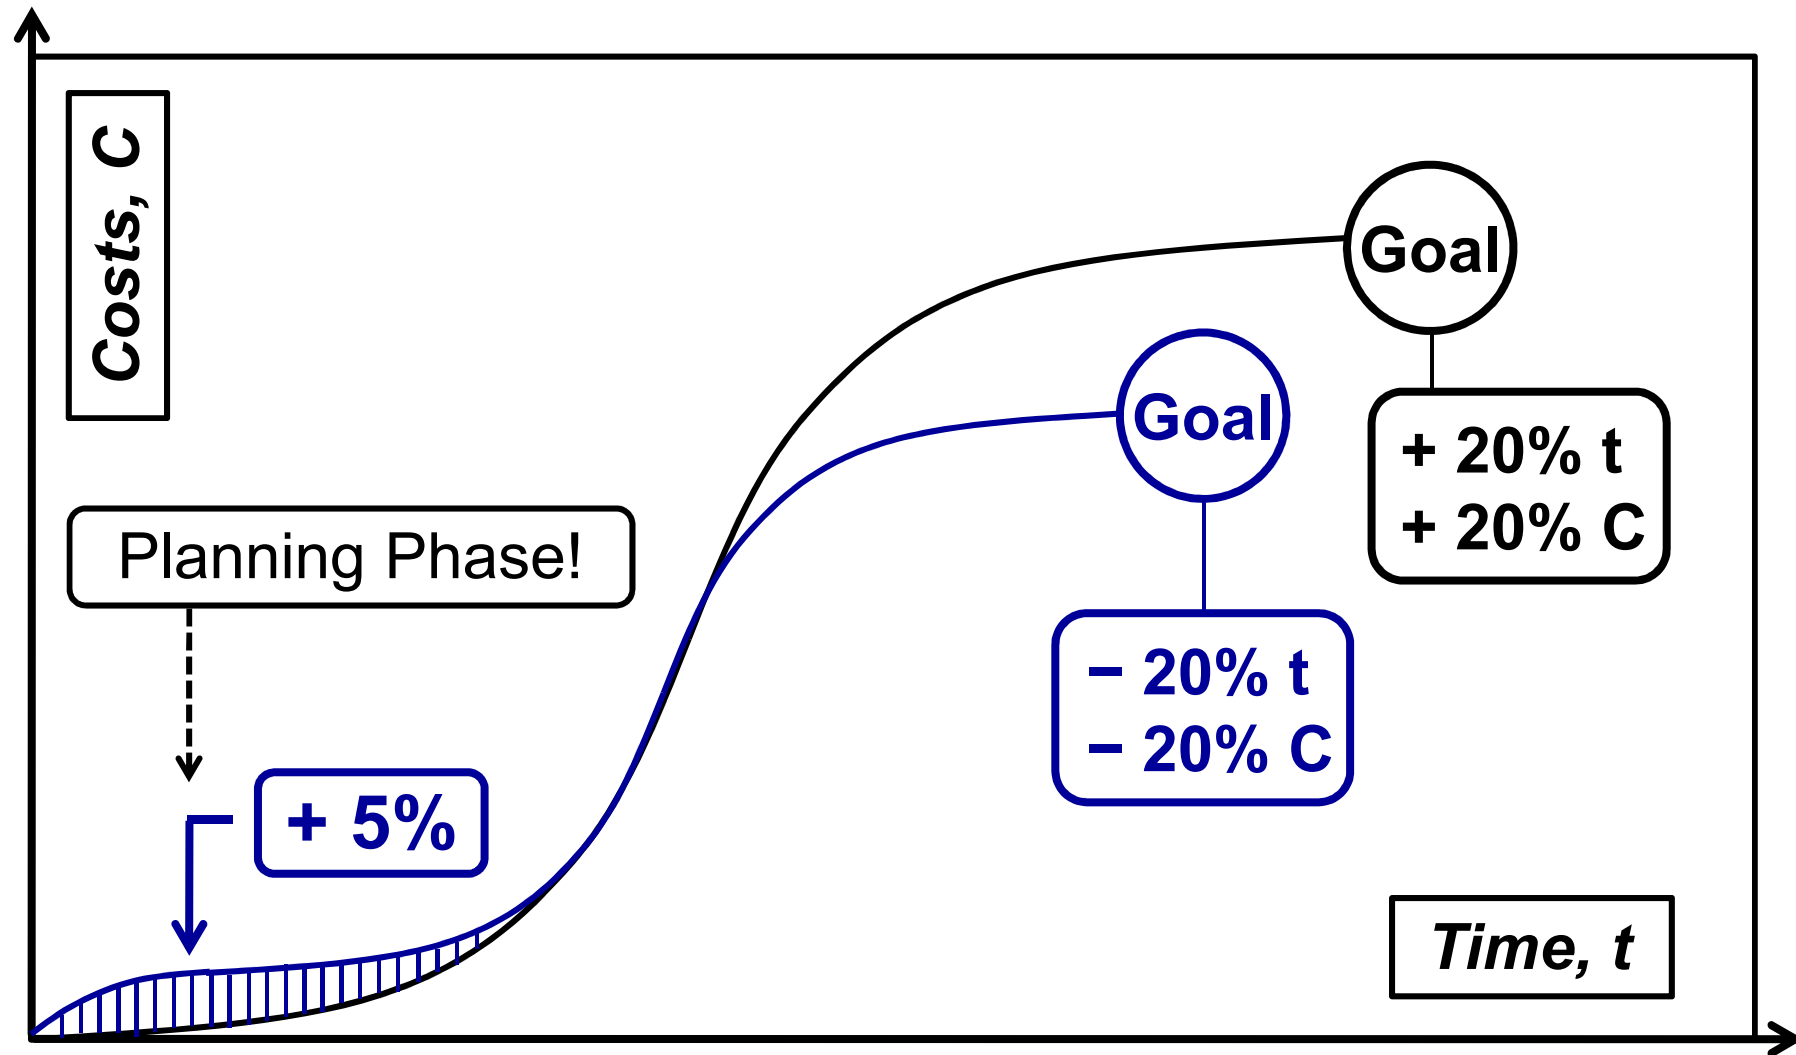 Costs, C
Goal
Goal
+ 20% t
+ 20% C
Planning Phase!
− 20% t
− 20% C
+ 5%
Time, t